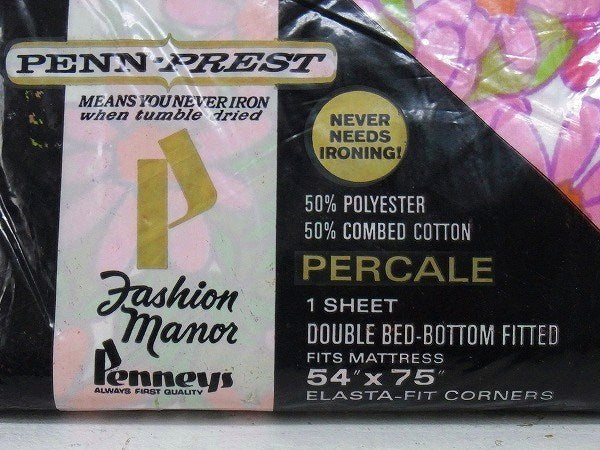 PENN-PREST
MEANS YOU NEVER IRON
when tumble dried
P
Fashion
Manor
Penneys
ALWAYS FIRST QUALITY
NEVER
NEEDS
IRONING!
50% POLYESTER
50% COMBED COTTON
PERCALE
1 SHEET
DOUBLE BED-BOTTOM FITTED
FITS MATTRESS
54" x 75"
ELASTA-FIT CORNERS